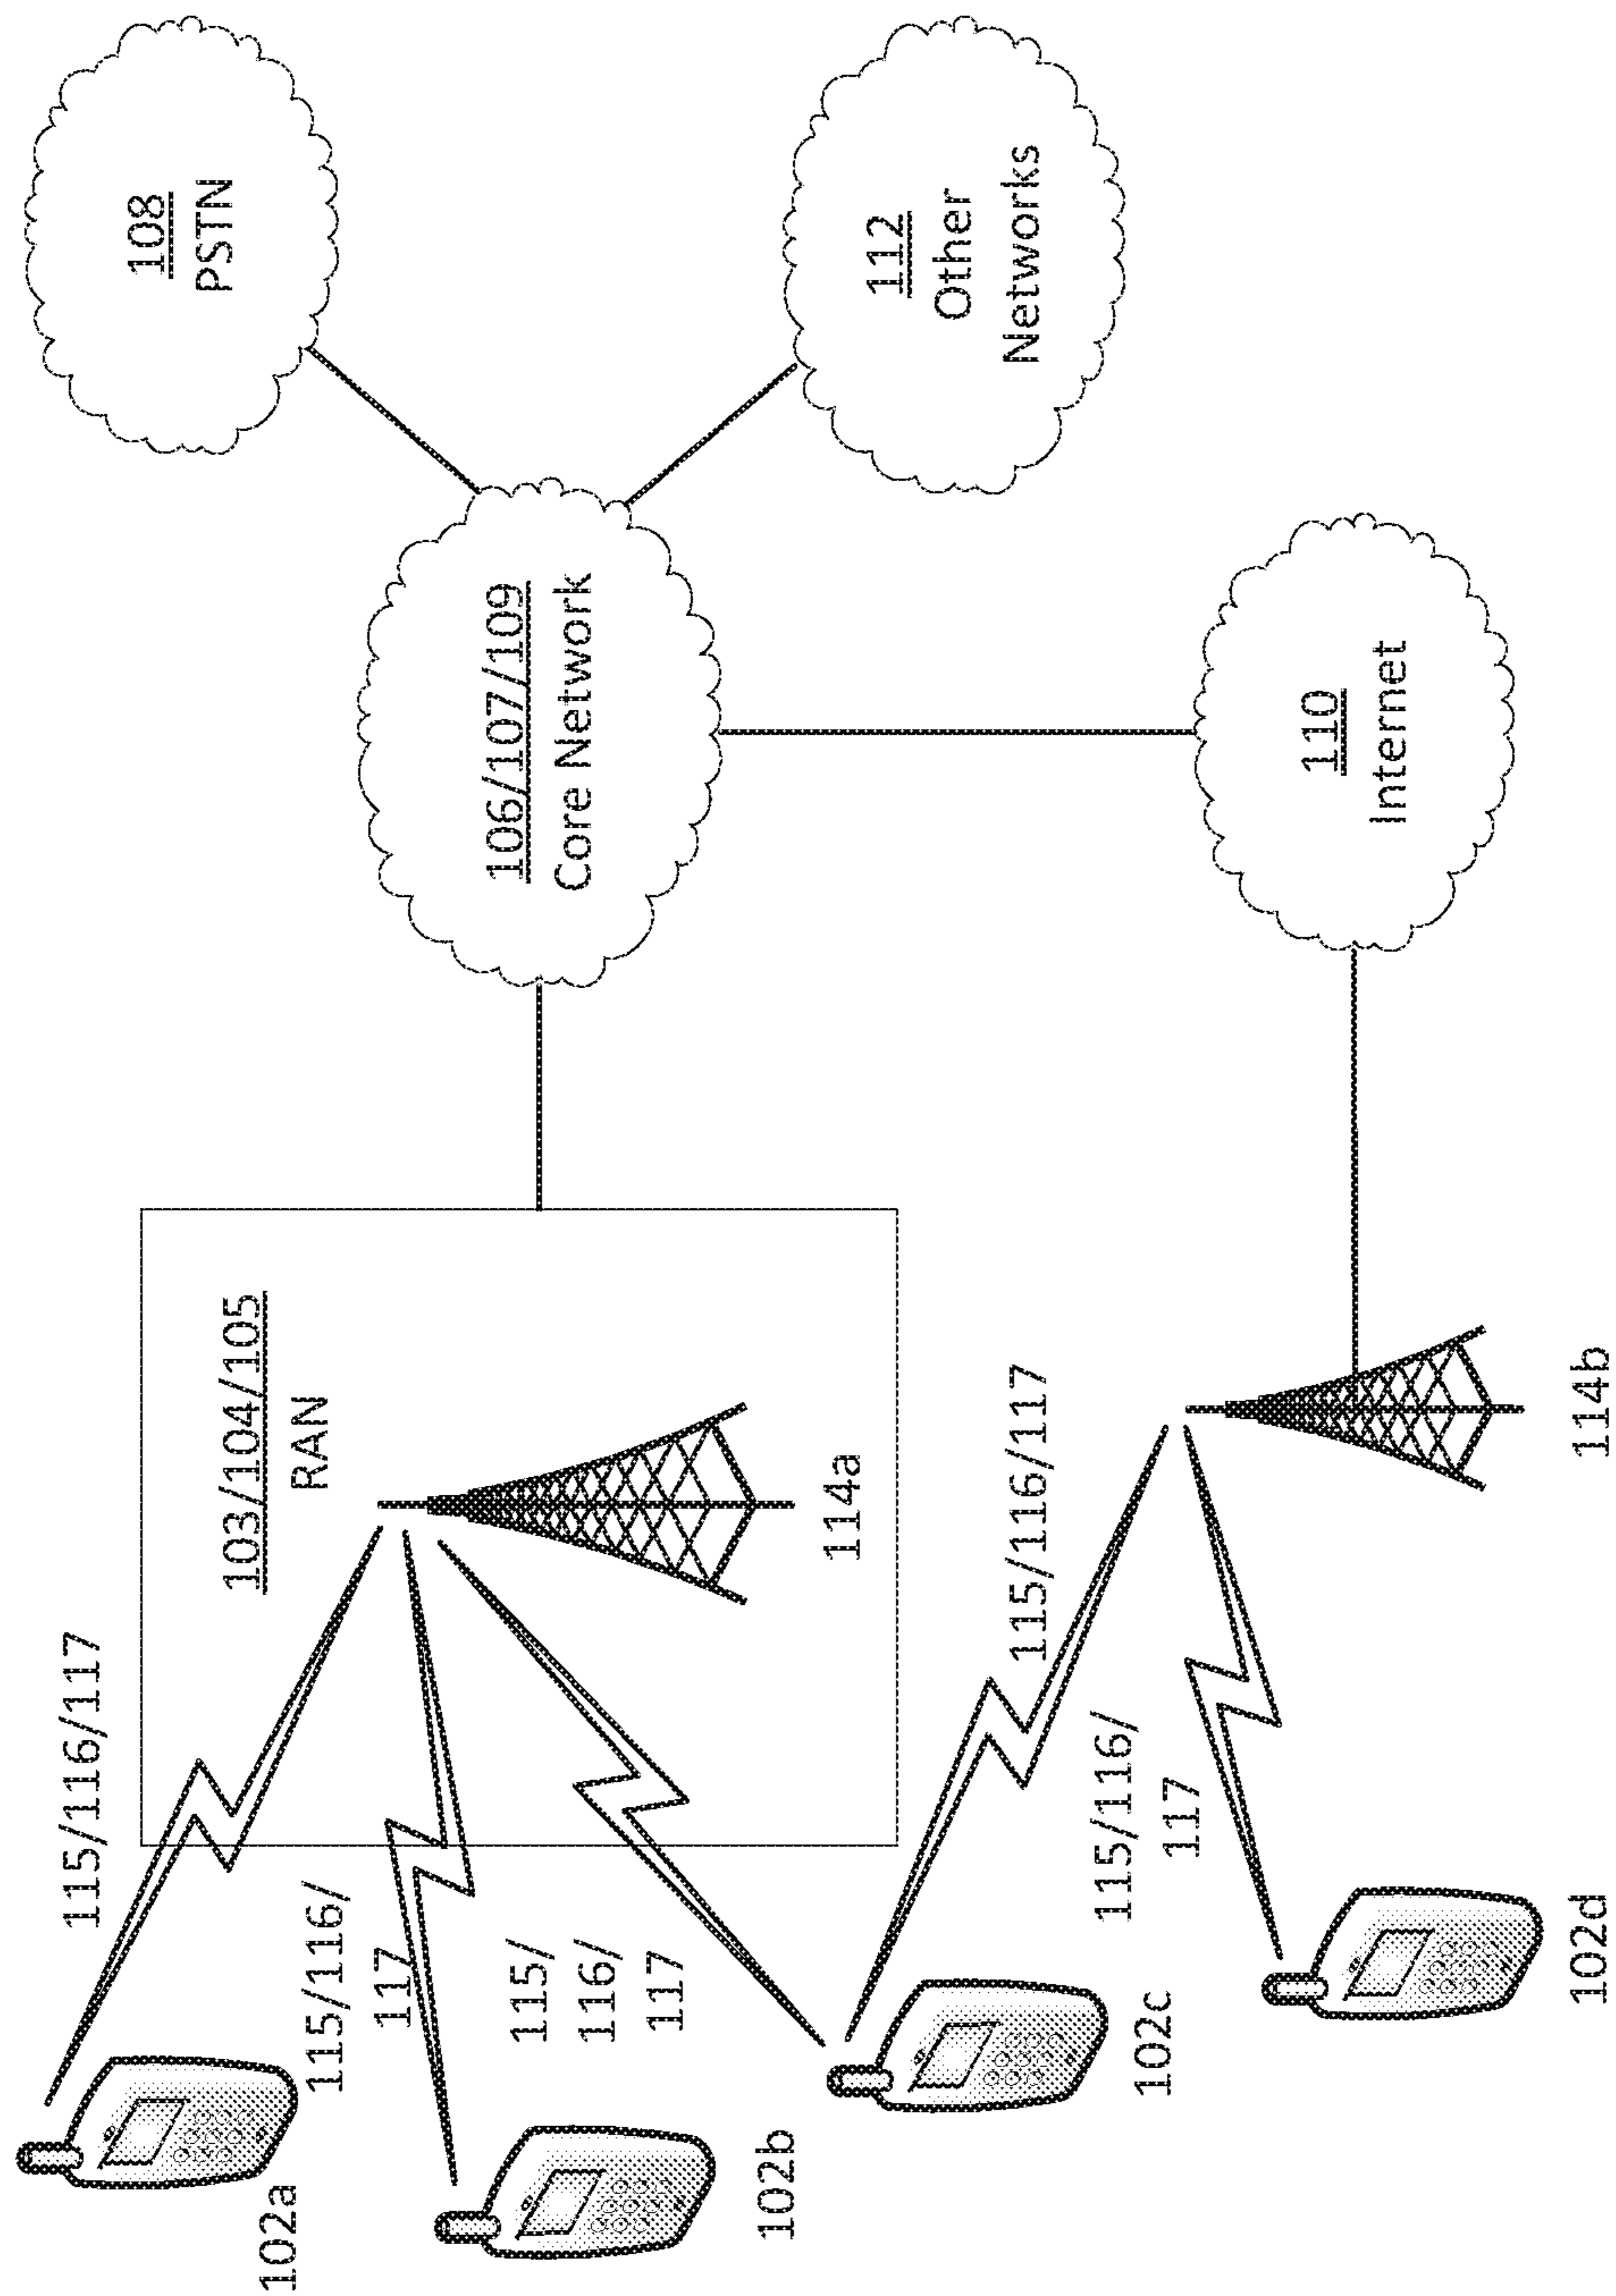 102a
115/116/117
103/104/105
RAN
108
PSTN
115/116/
117
106/107/109
Core Network
115/
116/
117
102b
114a
112
Other
Networks
115/116/117
102c
115/116/
117
110
Internet
102d
114b